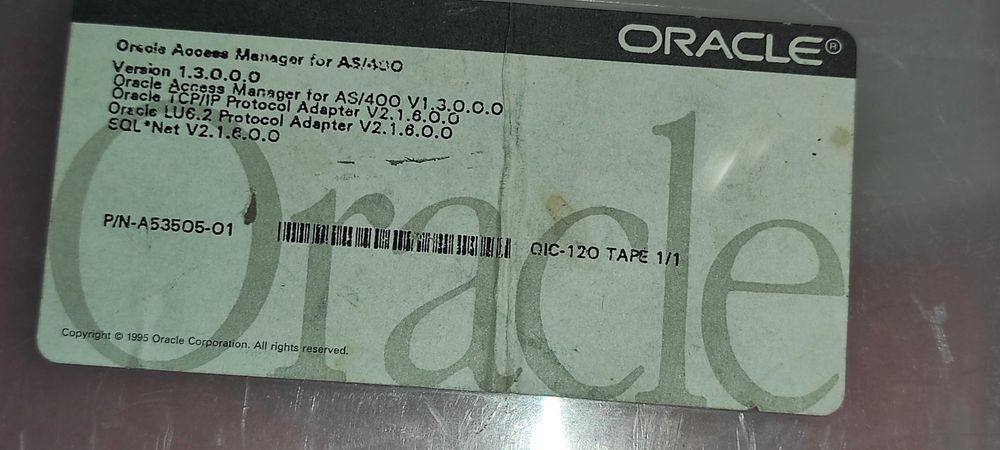 ORACLE®
Oracle Access Manager for AS/400
Version 1.3.0.0.0
Oracle Access Manager for AS/400 V1.3.0.0.0
Oracle TCP/IP Protocol Adapter V2.1.6.0.0
Oracle LU6.2 Protocol Adapter V2.1.6.0.0
SQL*Net V2.1.6.0.0
P/N-A53505-01
QIC-120 TAPE 1/1
Oracle
Copyright © 1995 Oracle Corporation. All rights reserved.